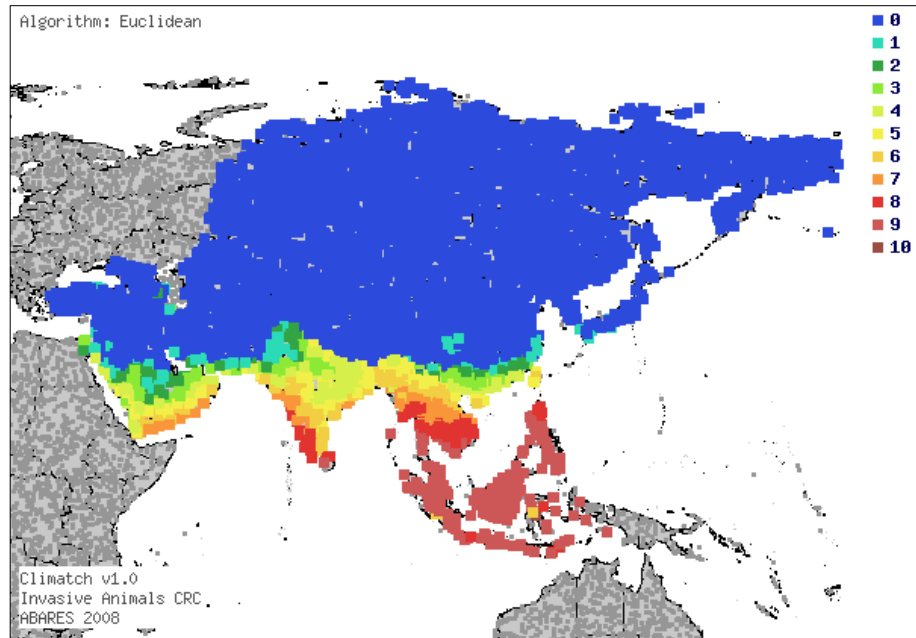 Algorithm: Euclidean
0
1
2
3
4
5
6
7
8
9
10
Climatch v1.0
Invasive Animals CRC
ABARES 2008